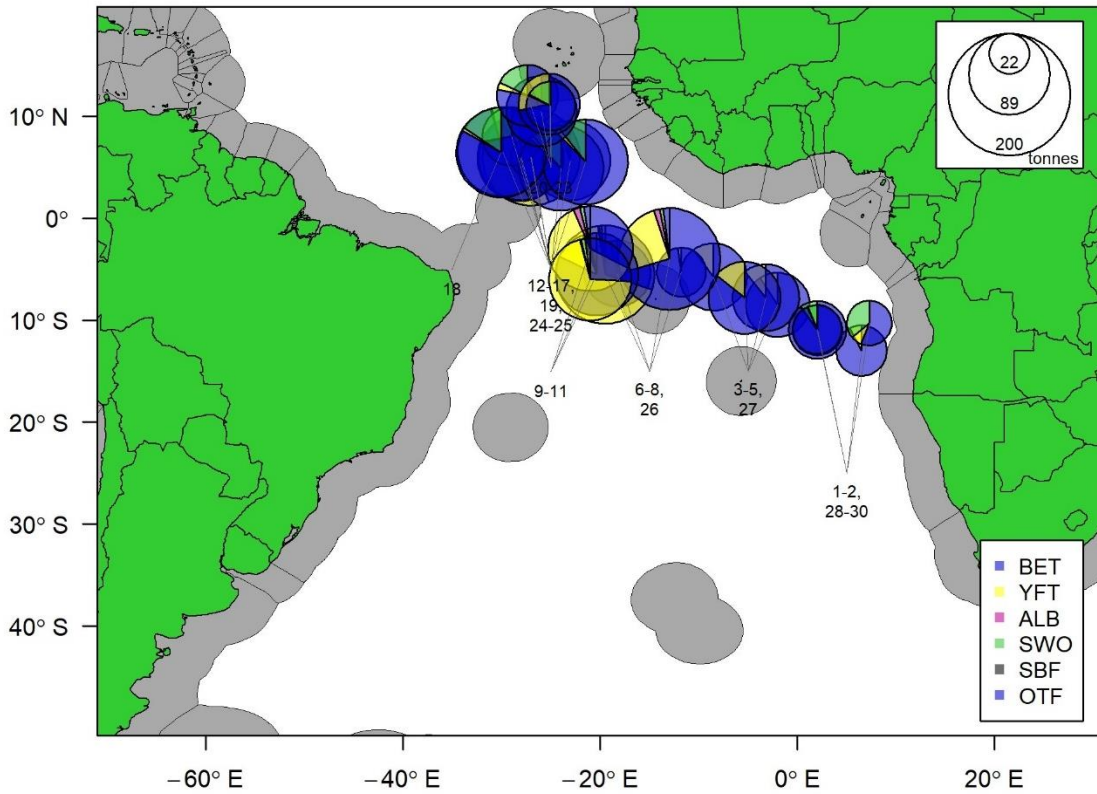 22
89
200
tonnes
10° N
0°
10° S
20° S
30° S
40° S
18
12-17,
19,
24-25
9-11
6-8,
26
3-5,
27
1-2,
28-30
BET
YFT
ALB
SWO
SBF
OTF
−60° E
−40° E
−20° E
0° E
20° E